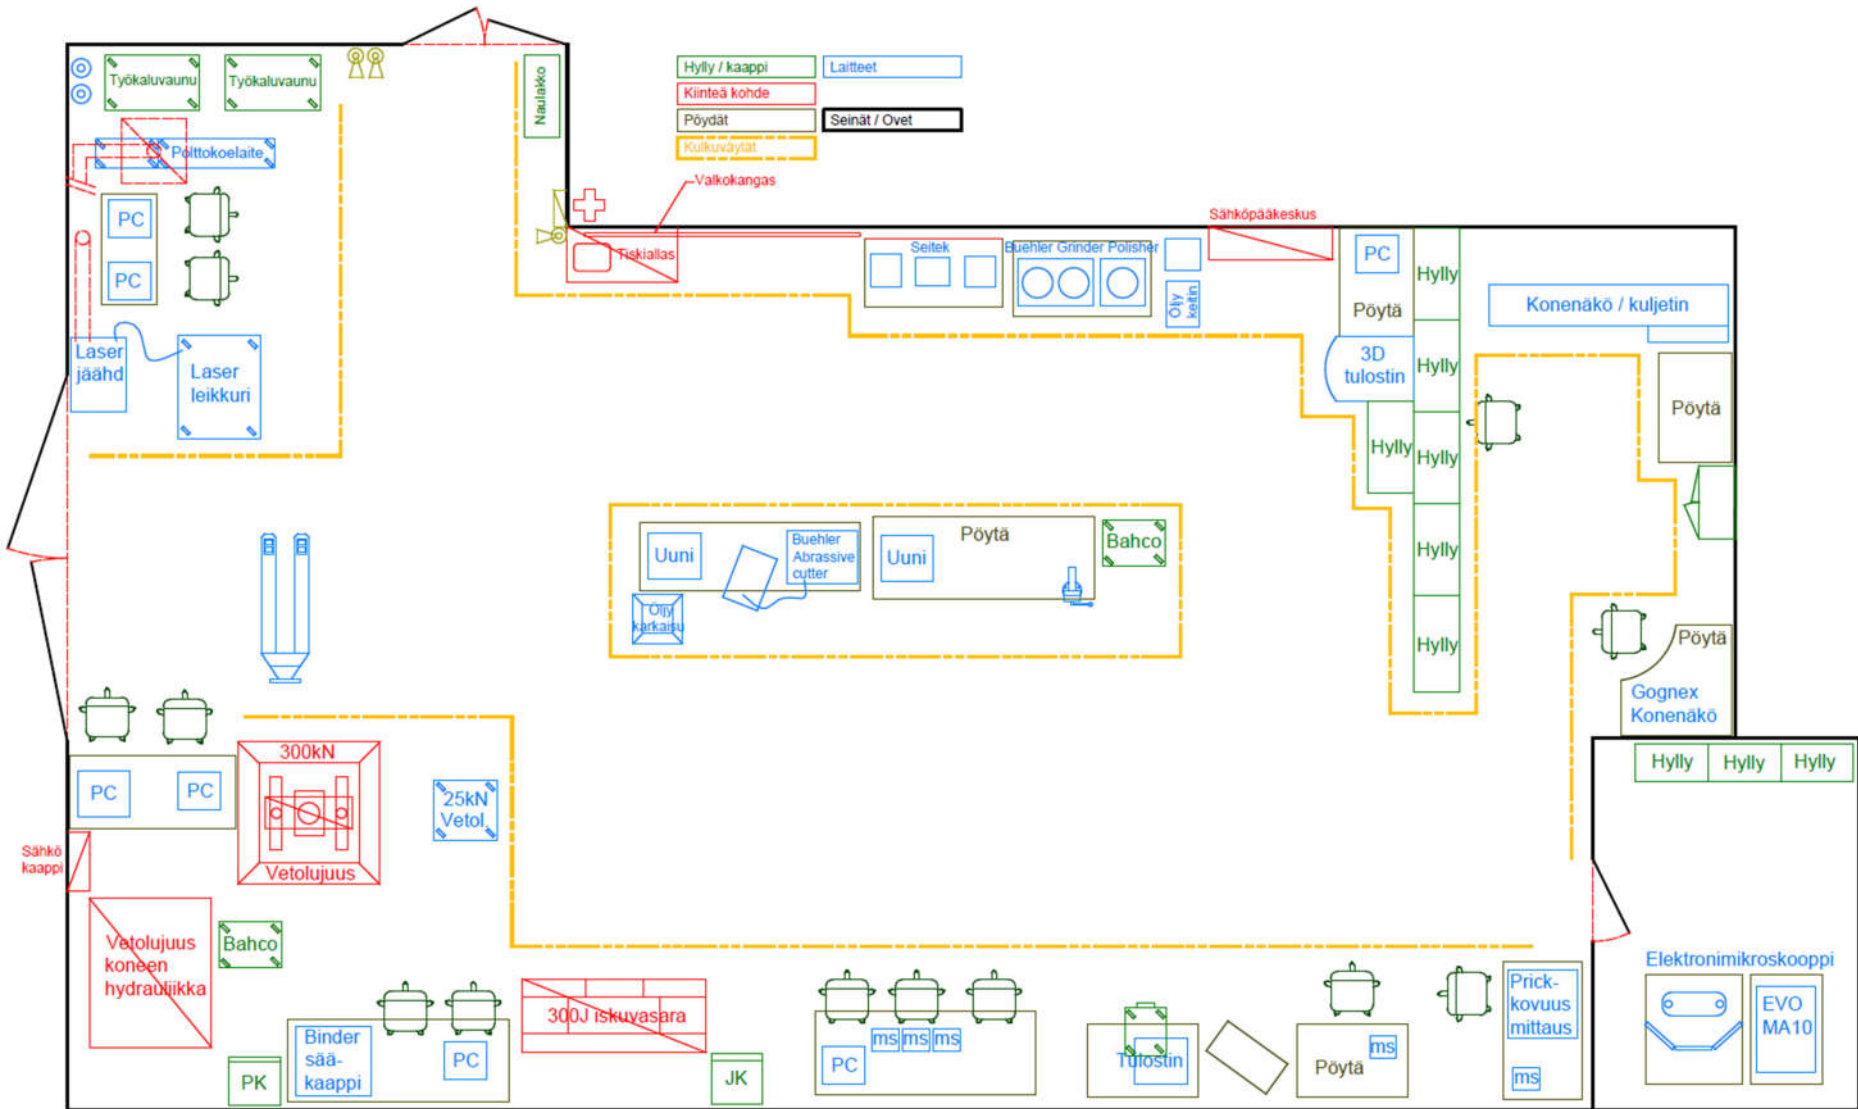 Työkaluvaunu
Työkaluvaunu
Naulakko
Hylly / kaappi
Laitteet
Kiinteä kohde
Pöydät
Seinät / Ovet
Kulkuväylät
Polttokoelaite
PC
PC
Laser
jäähd
Laser
leikkuri
Valkokangas
Tiskiallas
Seitek
Buehler Grinder Polisher
Öljy
keitin
Sähköpääkeskus
PC
Pöytä
3D
tulostin
Hylly
Hylly
Hylly
Hylly
Hylly
Hylly
Konenäkö / kuljetin
Pöytä
Pöytä
Gognex
Konenäkö
Uuni
Buehler
Abrassive
cutter
Öljy
karkaisu
Uuni
Pöytä
Bahco
PC
PC
300kN
Vetolujuus
25kN
Vetol.
Sähkö
kaappi
Vetolujuus
koneen
hydrauliikka
Bahco
PK
Binder
sää-
kaappi
PC
300J iskuvasara
JK
PC
ms
ms
ms
Tulostin
Pöytä
ms
Prick-
kovuus
mittaus
ms
Hylly
Hylly
Hylly
Elektronimikroskooppi
EVO
MA10